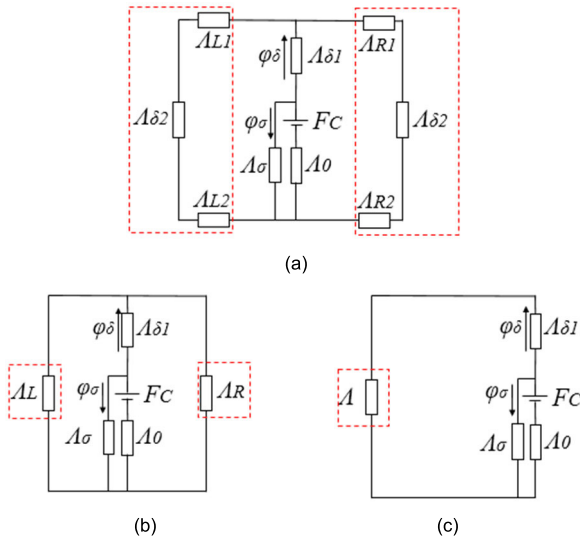 ΛL1 φδ Λδ1 ΛR1
Λδ2 φσ FC Λδ2
Λσ Λ0
ΛL2 ΛR2
(a)
φδ Λδ1
ΛL φσ FC ΛR
Λσ Λ0
(b)
φδ Λδ1
Λ φσ FC
Λσ Λ0
(c)